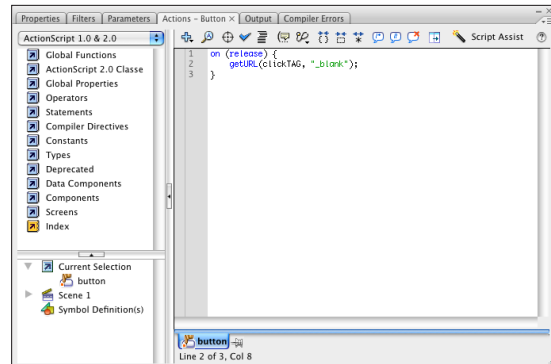 Properties Filters Parameters Actions - Button × Output Compiler Errors
ActionScript 1.0 & 2.0
Script Assist
Global Functions
ActionScript 2.0 Classe
Global Properties
Operators
Statements
Compiler Directives
Constants
Types
Deprecated
Data Components
Components
Screens
Index
1 on (release) {
2 getURL(clickTAG, "_blank");
3 }
Current Selection
button
Scene 1
Symbol Definition(s)
button
Line 2 of 3, Col 8